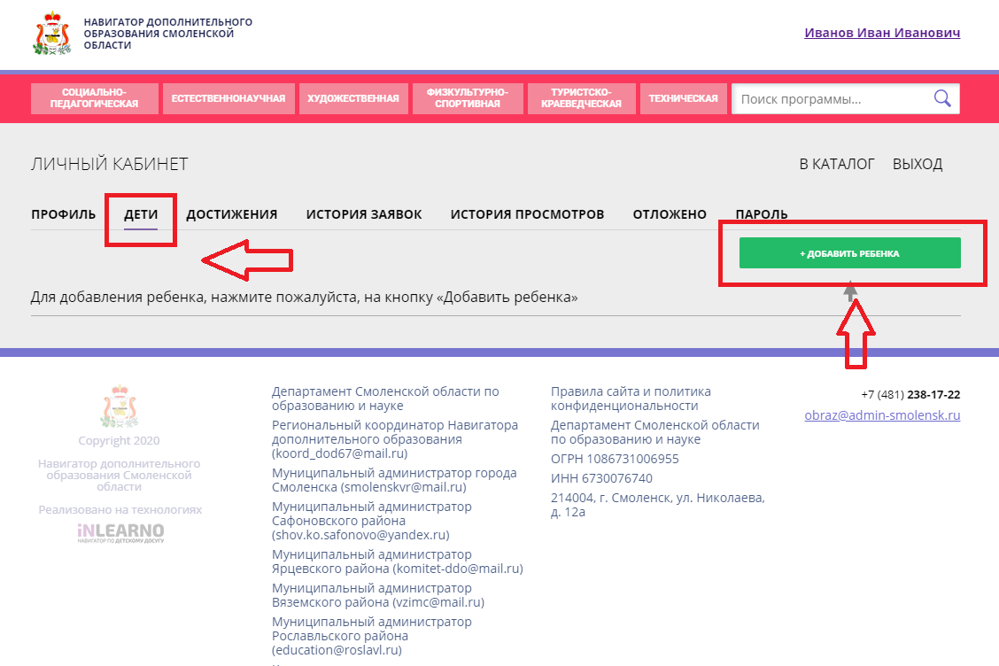 НАВИГАТОР ДОПОЛНИТЕЛЬНОГО
ОБРАЗОВАНИЯ СМОЛЕНСКОЙ
ОБЛАСТИ
Иванов Иван Иванович
СОЦИАЛЬНО-
ПЕДАГОГИЧЕСКАЯ
ЕСТЕСТВЕННОНАУЧНАЯ
ХУДОЖЕСТВЕННАЯ
ФИЗКУЛЬТУРНО-
СПОРТИВНАЯ
ТУРИСТСКО-
КРАЕВЕДЧЕСКАЯ
ТЕХНИЧЕСКАЯ
Поиск программы...
ЛИЧНЫЙ КАБИНЕТ
В КАТАЛОГ ВЫХОД
ПРОФИЛЬ ДЕТИ ДОСТИЖЕНИЯ ИСТОРИЯ ЗАЯВОК ИСТОРИЯ ПРОСМОТРОВ ОТЛОЖЕНО ПАРОЛЬ
+ ДОБАВИТЬ РЕБЕНКА
Для добавления ребенка, нажмите пожалуйста, на кнопку «Добавить ребенка»
Copyright 2020
Навигатор дополнительного
образования Смоленской
области
Реализовано на технологиях
iNLEARNO
НАВИГАТОР ПО ДЕТСКОМУ ДОСУГУ
Департамент Смоленской области по
образованию и науке
Региональный координатор Навигатора
дополнительного образования
(koord_dod67@mail.ru)
Муниципальный администратор города
Смоленска (smolenskvr@mail.ru)
Муниципальный администратор
Сафоновского района
(shov.ko.safonovo@yandex.ru)
Муниципальный администратор
Ярцевского района (komitet-ddo@mail.ru)
Муниципальный администратор
Вяземского района (vzimc@mail.ru)
Муниципальный администратор
Рославльского района
(education@roslavl.ru)
Правила сайта и политика
конфиденциальности
Департамент Смоленской области
по образованию и науке
ОГРН 1086731006955
ИНН 6730076740
214004, г. Смоленск, ул. Николаева,
д. 12а
+7 (481) 238-17-22
obraz@admin-smolensk.ru